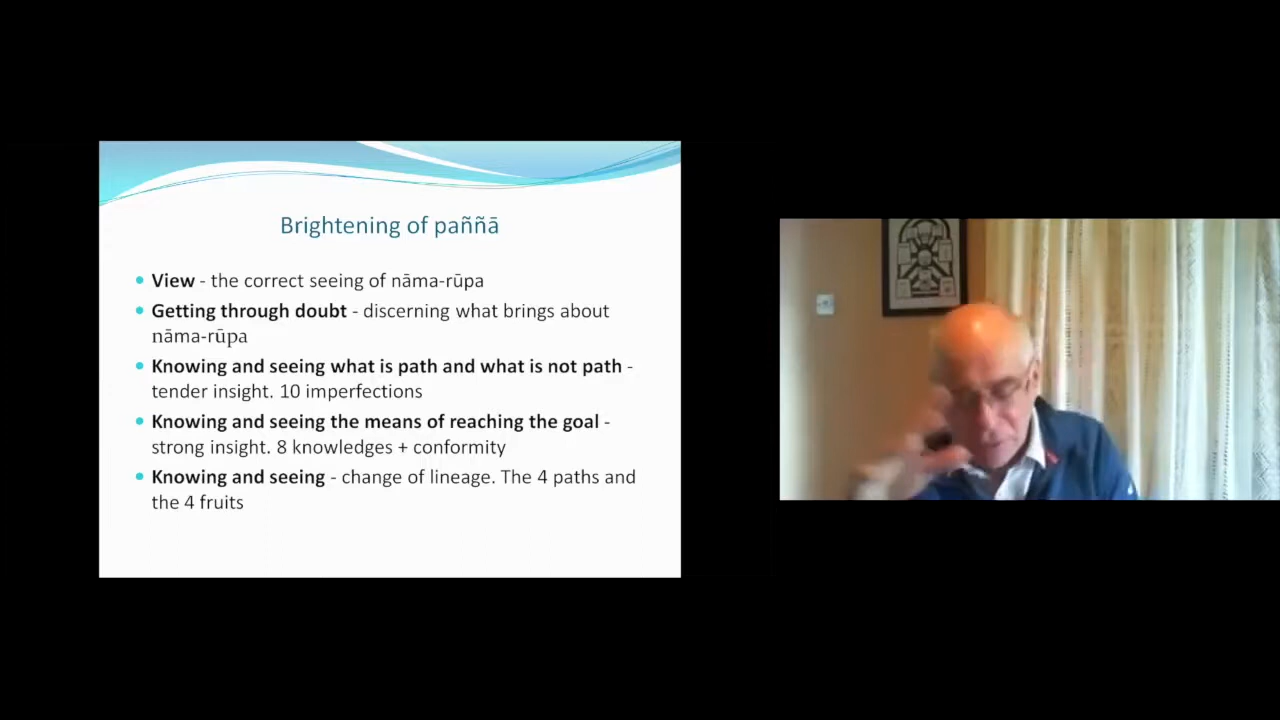 Brightening of paññā
• View - the correct seeing of nāma-rūpa
• Getting through doubt - discerning what brings about
nāma-rūpa
• Knowing and seeing what is path and what is not path -
tender insight. 10 imperfections
• Knowing and seeing the means of reaching the goal -
strong insight. 8 knowledges + conformity
• Knowing and seeing - change of lineage. The 4 paths and
the 4 fruits